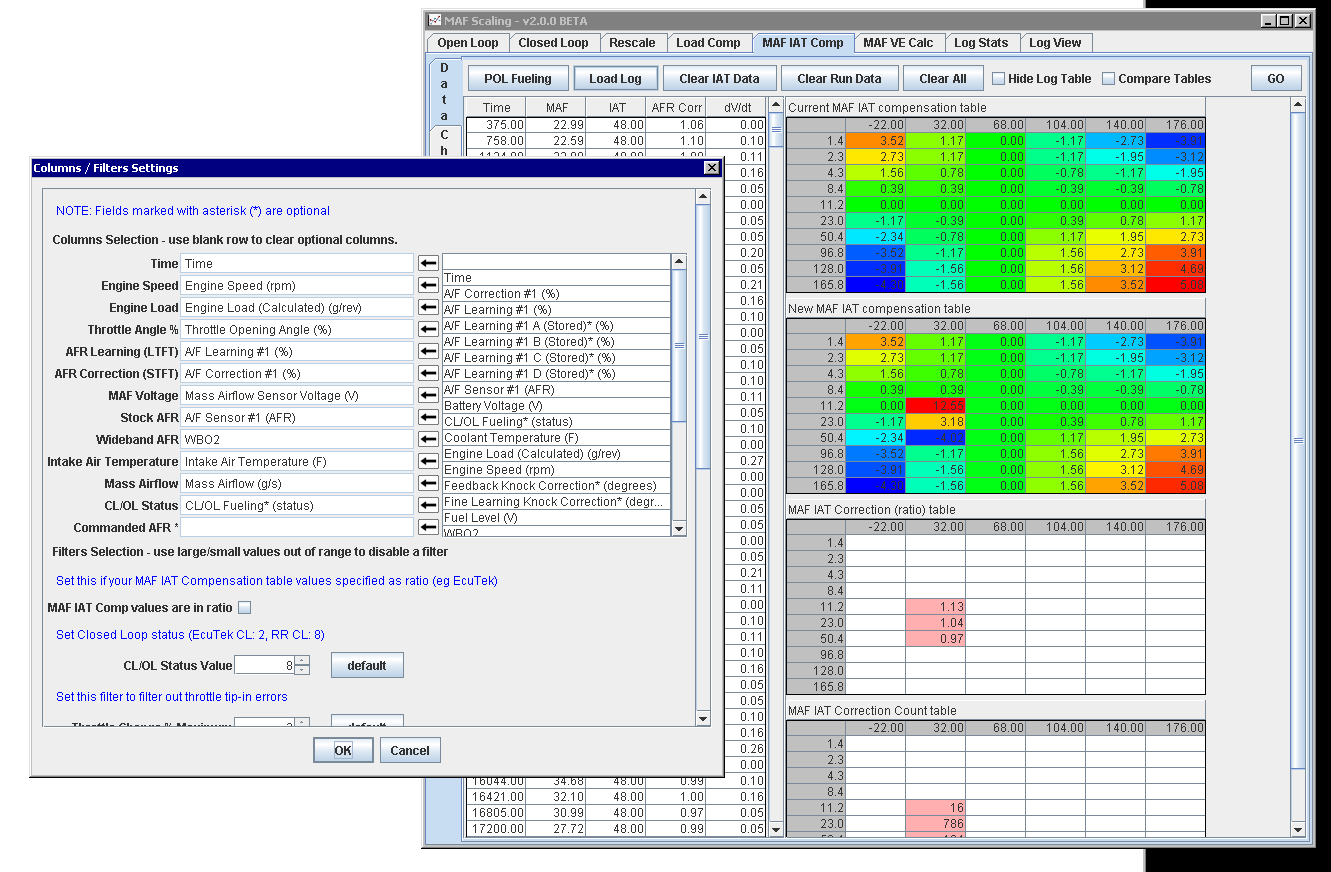 MAF Scaling - v2.0.0 BETA
Open Loop Closed Loop Rescale Load Comp MAF IAT Comp MAF VE Calc Log Stats Log View
D
a
t
a
C
h
POL Fueling Load Log Clear IAT Data Clear Run Data Clear All Hide Log Table Compare Tables GO
Time MAF IAT AFR Corr dV/dt
375.00 22.99 48.00 1.06 0.00
758.00 22.59 48.00 1.10 0.10
0.11
0.16
0.05
0.00
0.05
0.05
0.20
0.05
0.21
0.16
0.10
0.00
0.05
0.10
0.10
0.11
0.05
0.10
0.00
0.27
0.00
0.00
0.05
0.05
0.00
0.05
0.21
0.11
0.00
0.10
0.11
0.10
0.16
0.05
0.05
0.10
0.16
0.26
0.00
16044.00 34.68 48.00 0.99 0.10
16421.00 32.10 48.00 1.00 0.16
16805.00 30.99 48.00 0.97 0.05
17200.00 27.72 48.00 0.99 0.05
Columns / Filters Settings
NOTE: Fields marked with asterisk (*) are optional
Columns Selection - use blank row to clear optional columns.
Time Time
Engine Speed Engine Speed (rpm)
Engine Load Engine Load (Calculated) (g/rev)
Throttle Angle % Throttle Opening Angle (%)
AFR Learning (LTFT) A/F Learning #1 (%)
AFR Correction (STFT) A/F Correction #1 (%)
MAF Voltage Mass Airflow Sensor Voltage (V)
Stock AFR A/F Sensor #1 (AFR)
Wideband AFR WBO2
Intake Air Temperature Intake Air Temperature (F)
Mass Airflow Mass Airflow (g/s)
CL/OL Status CL/OL Fueling* (status)
Commanded AFR *
Time
A/F Correction #1 (%)
A/F Learning #1 (%)
A/F Learning #1 A (Stored)* (%)
A/F Learning #1 B (Stored)* (%)
A/F Learning #1 C (Stored)* (%)
A/F Learning #1 D (Stored)* (%)
A/F Sensor #1 (AFR)
Battery Voltage (V)
CL/OL Fueling* (status)
Coolant Temperature (F)
Engine Load (Calculated) (g/rev)
Engine Speed (rpm)
Feedback Knock Correction* (degrees)
Fine Learning Knock Correction* (degr...
Fuel Level (V)
WBO2
Filters Selection - use large/small values out of range to disable a filter
Set this if your MAF IAT Compensation table values specified as ratio (eg EcuTek)
MAF IAT Comp values are in ratio
Set Closed Loop status (EcuTek CL: 2, RR CL: 8)
CL/OL Status Value 8 default
Set this filter to filter out throttle tip-in errors
Throttle Change % Maximum default
OK Cancel
Current MAF IAT compensation table
-22.00 32.00 68.00 104.00 140.00 176.00
1.4 3.52 1.17 0.00 -1.17 -2.73 -3.91
2.3 2.73 1.17 0.00 -1.17 -1.95 -3.12
4.3 1.56 0.78 0.00 -0.78 -1.17 -1.95
8.4 0.39 0.39 0.00 -0.39 -0.39 -0.78
11.2 0.00 0.00 0.00 0.00 0.00 0.00
23.0 -1.17 -0.39 0.00 0.39 0.78 1.17
50.4 -2.34 -0.78 0.00 1.17 1.95 2.73
96.8 -3.52 -1.17 0.00 1.56 2.73 3.91
128.0 -3.91 -1.56 0.00 1.56 3.12 4.69
165.8 -4.30 -1.56 0.00 1.56 3.52 5.08
New MAF IAT compensation table
-22.00 32.00 68.00 104.00 140.00 176.00
1.4 3.52 1.17 0.00 -1.17 -2.73 -3.91
2.3 2.73 1.17 0.00 -1.17 -1.95 -3.12
4.3 1.56 0.78 0.00 -0.78 -1.17 -1.95
8.4 0.39 0.39 0.00 -0.39 -0.39 -0.78
11.2 0.00 12.55 0.00 0.00 0.00 0.00
23.0 -1.17 3.18 0.00 0.39 0.78 1.17
50.4 -2.34 0.00 1.17 1.95 2.73
96.8 -3.52 -1.17 0.00 1.56 2.73 3.91
128.0 -3.91 -1.56 0.00 1.56 3.12 4.69
165.8 -4.30 -1.56 0.00 1.56 3.52 5.08
MAF IAT Correction (ratio) table
-22.00 32.00 68.00 104.00 140.00 176.00
1.4
2.3
4.3
8.4
11.2 1.13
23.0 1.04
50.4 0.97
96.8
128.0
165.8
MAF IAT Correction Count table
-22.00 32.00 68.00 104.00 140.00 176.00
1.4
2.3
4.3
8.4
11.2 16
23.0 786